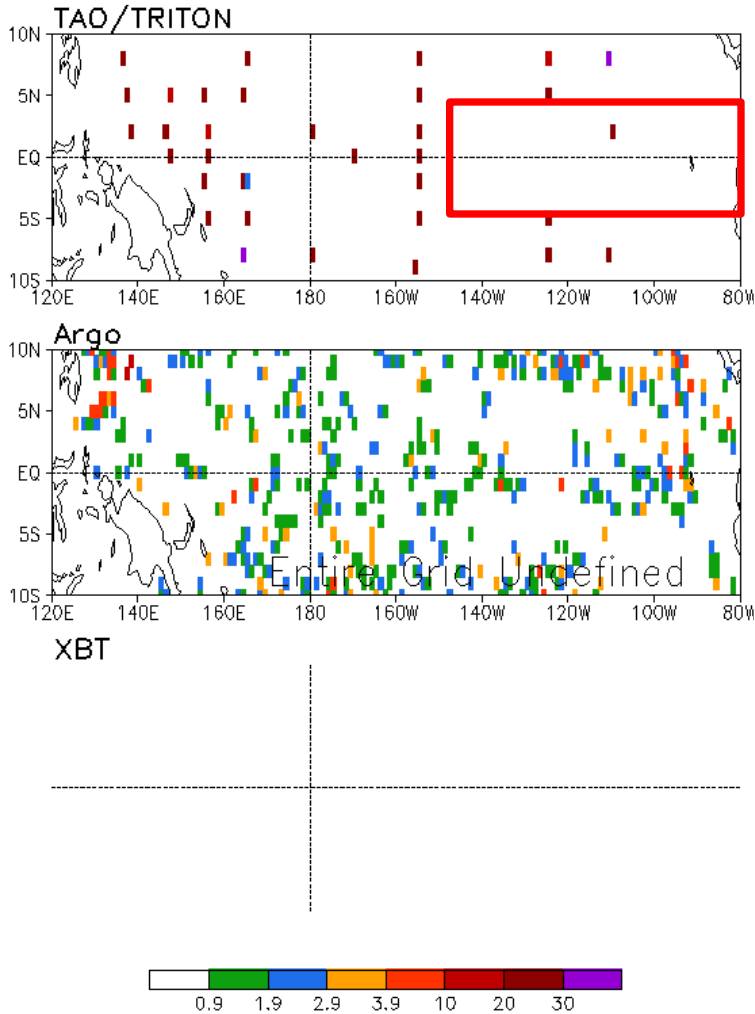 TAO/TRITON
10N
5N
EQ
5S
10S
120E 140E 160E 180 160W 140W 120W 100W 80W
Argo
10N
5N
EQ
5S
Entire Grid Undefined
10S
120E 140E 160E 180 160W 140W 120W 100W 80W
XBT
0.9 1.9 2.9 3.9 10 20 30